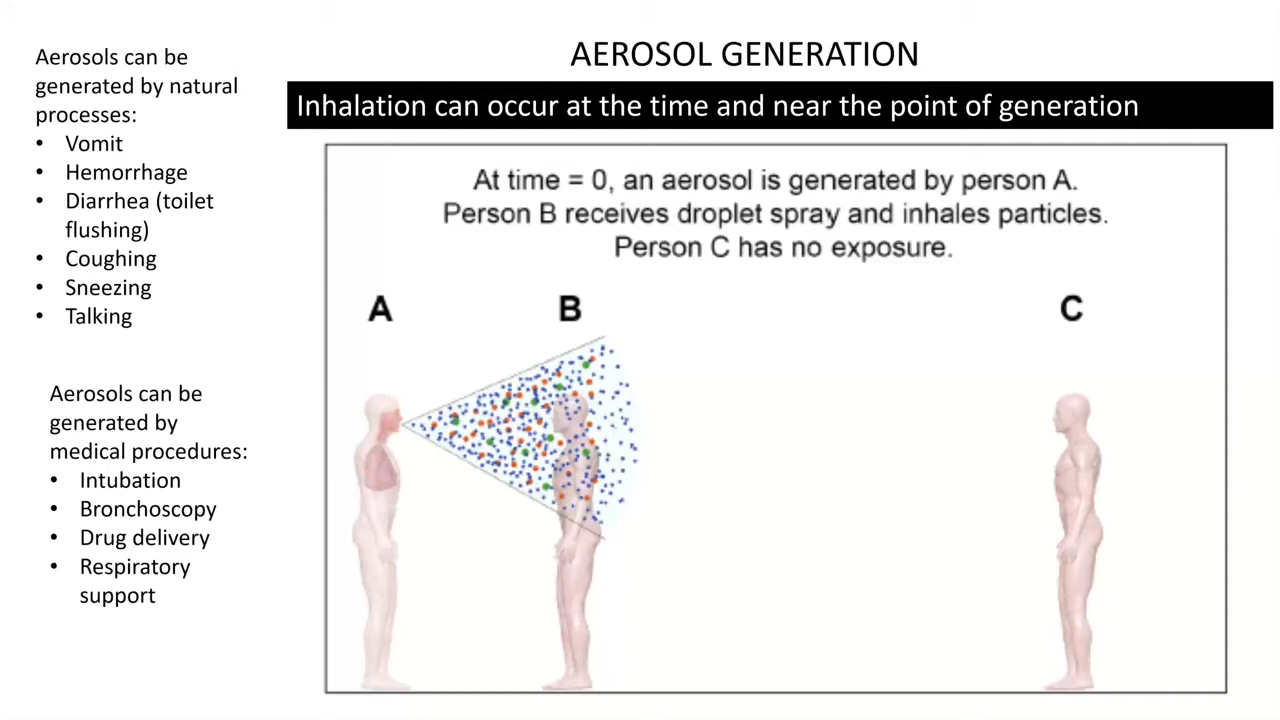 AEROSOL GENERATION
Inhalation can occur at the time and near the point of generation
Aerosols can be
generated by natural
processes:
• Vomit
• Hemorrhage
• Diarrhea (toilet
flushing)
• Coughing
• Sneezing
• Talking
Aerosols can be
generated by
medical procedures:
• Intubation
• Bronchoscopy
• Drug delivery
• Respiratory
support
At time = 0, an aerosol is generated by person A.
Person B receives droplet spray and inhales particles.
Person C has no exposure.
A B C